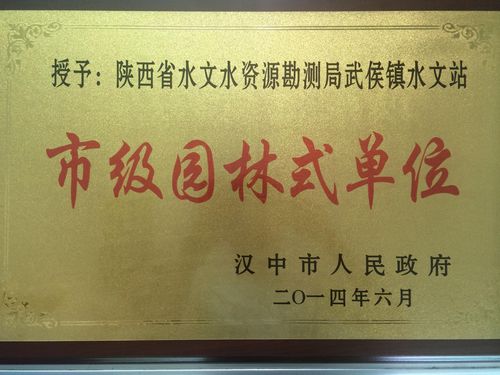 授予：陕西省水文水资源勘测局武侯镇水文站
市级园林式单位
汉中市人民政府
二〇一四年六月